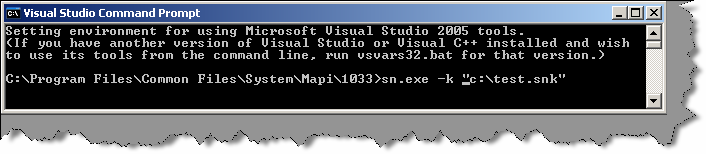 Visual Studio Command Prompt
Setting environment for using Microsoft Visual Studio 2005 tools.
(If you have another version of Visual Studio or Visual C++ installed and wish
to use its tools from the command line, run vsvars32.bat for that version.)
C:\Program Files\Common Files\System\Mapi\1033>sn.exe -k "c:\test.snk"